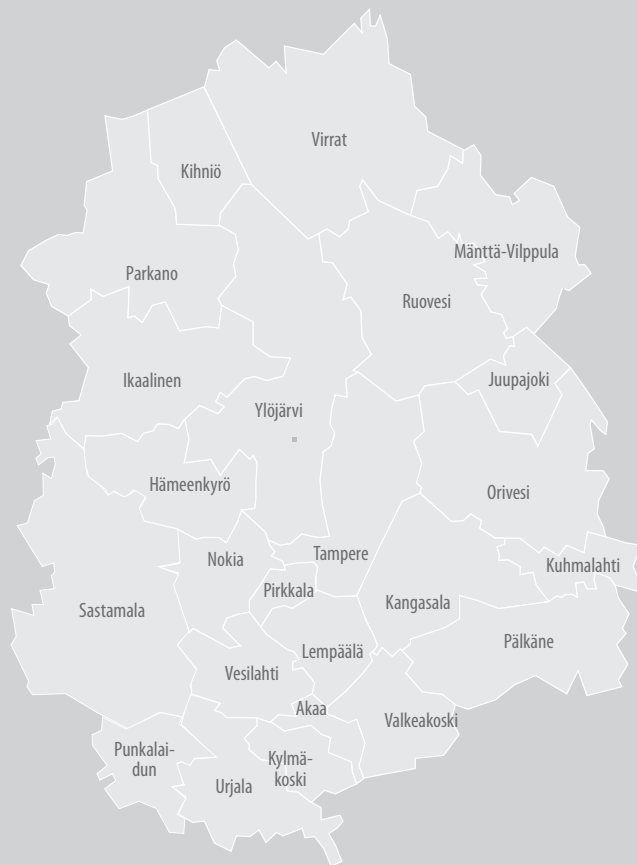 Virrat
Kihniö
Mänttä-Vilppula
Parkano
Ruovesi
Ikaalinen
Juupajoki
Ylöjärvi
Hämeenkyrö
Orivesi
Tampere
Nokia
Kuhmalahti
Pirkkala
Kangasala
Sastamala
Pälkäne
Lempäälä
Vesilahti
Akaa
Valkeakoski
Punkalai-
dun
Kylmä-
koski
Urjala